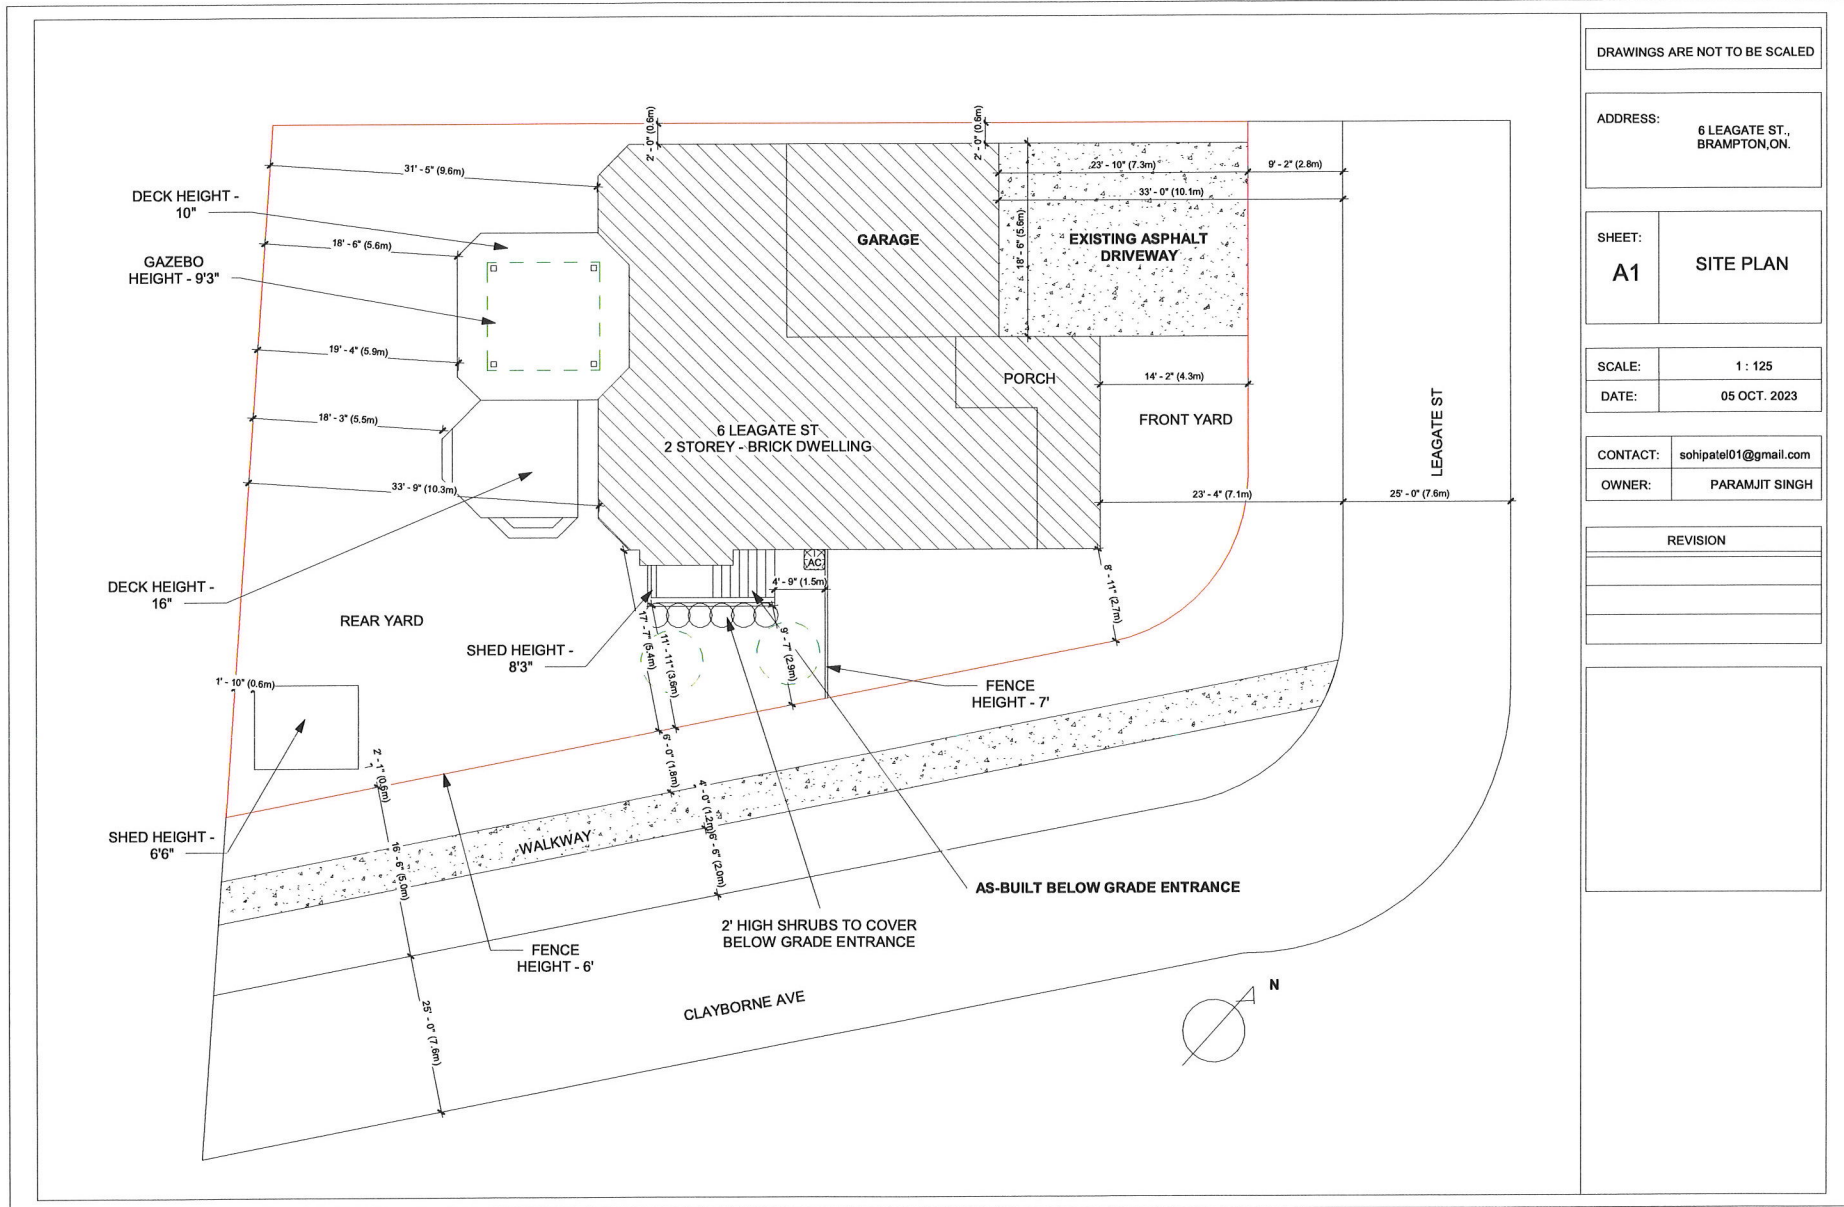 2' - 0" (0.6m)
2' - 0" (0.6m)
31' - 5" (9.6m)
23' - 10" (7.3m)
9' - 2" (2.8m)
33' - 0" (10.1m)
DECK HEIGHT -
10"
18' - 6" (5.6m)
18' - 6" (5.6m)
GARAGE
EXISTING ASPHALT
DRIVEWAY
GAZEBO
HEIGHT - 9'3"
19' - 4" (5.9m)
PORCH
14' - 2" (4.3m)
18' - 3" (5.5m)
FRONT YARD
6 LEAGATE ST
2 STOREY - BRICK DWELLING
LEAGATE ST
33' - 9" (10.3m)
23' - 4" (7.1m)
25' - 0" (7.6m)
AC
4' - 9" (1.5m)
8' - 11" (2.7m)
DECK HEIGHT -
16"
REAR YARD
17' - 7" (5.4m)
11' - 11" (3.6m)
9' - 7" (2.9m)
SHED HEIGHT -
8'3"
1' - 10" (0.6m)
FENCE
HEIGHT - 7'
2' - 1" (0.6m)
6' - 0" (1.8m)
4' - 0" (1.2m)
6' - 6" (2.0m)
SHED HEIGHT -
6'6"
WALKWAY
16' - 6" (5.0m)
AS-BUILT BELOW GRADE ENTRANCE
2' HIGH SHRUBS TO COVER
BELOW GRADE ENTRANCE
FENCE
HEIGHT - 6'
25' - 0" (7.6m)
CLAYBORNE AVE
N
DRAWINGS ARE NOT TO BE SCALED
ADDRESS:
6 LEAGATE ST.,
BRAMPTON,ON.
SHEET:
A1
SITE PLAN
SCALE:
1 : 125
DATE:
05 OCT. 2023
CONTACT:
sohipatel01@gmail.com
OWNER:
PARAMJIT SINGH
REVISION